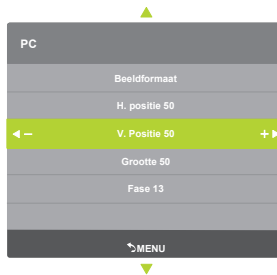 PC
Beeldformaat
H. positie 50
− V. Positie 50 +
Grootte 50
Fase 13
MENU